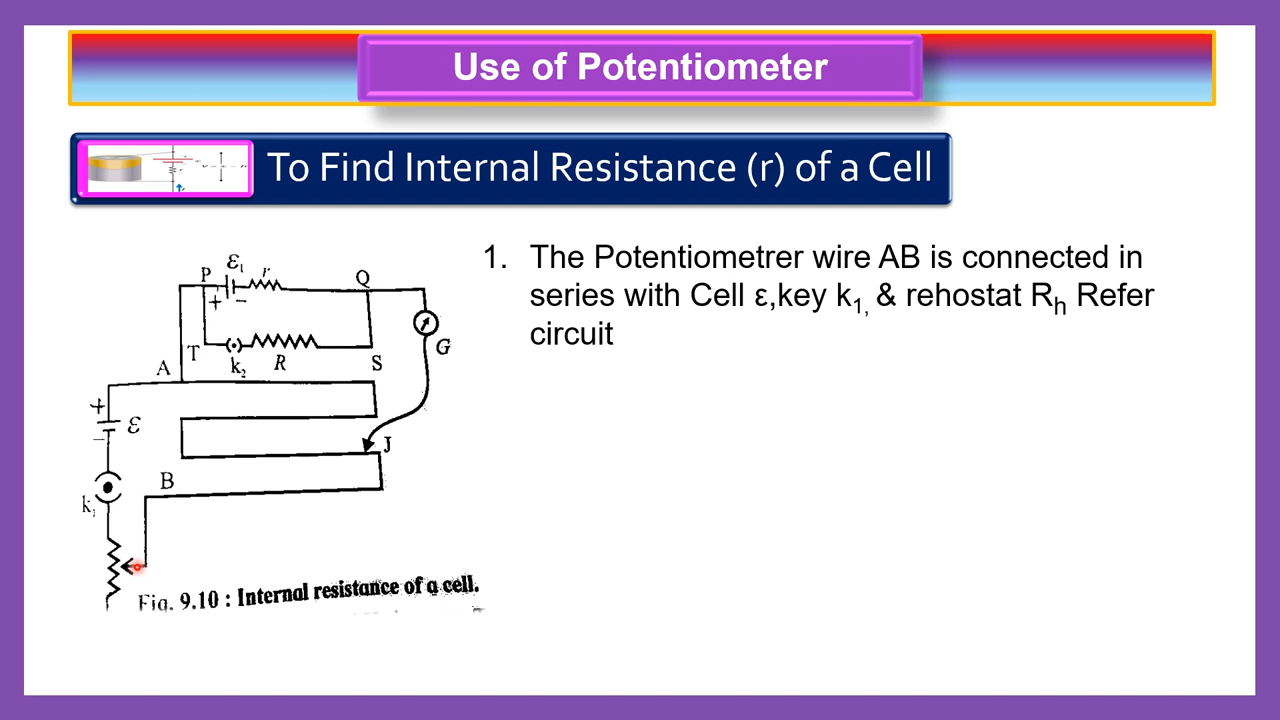 Use of Potentiometer
To Find Internal Resistance (r) of a Cell
1. The Potentiometrer wire AB is connected in
series with Cell ε,key k1, & rehostat Rh Refer
circuit
P ε1 r Q
+ -
T k2 R S G
A
+
ε
-
J
B
k1
Fig. 9.10 : Internal resistance of a cell.